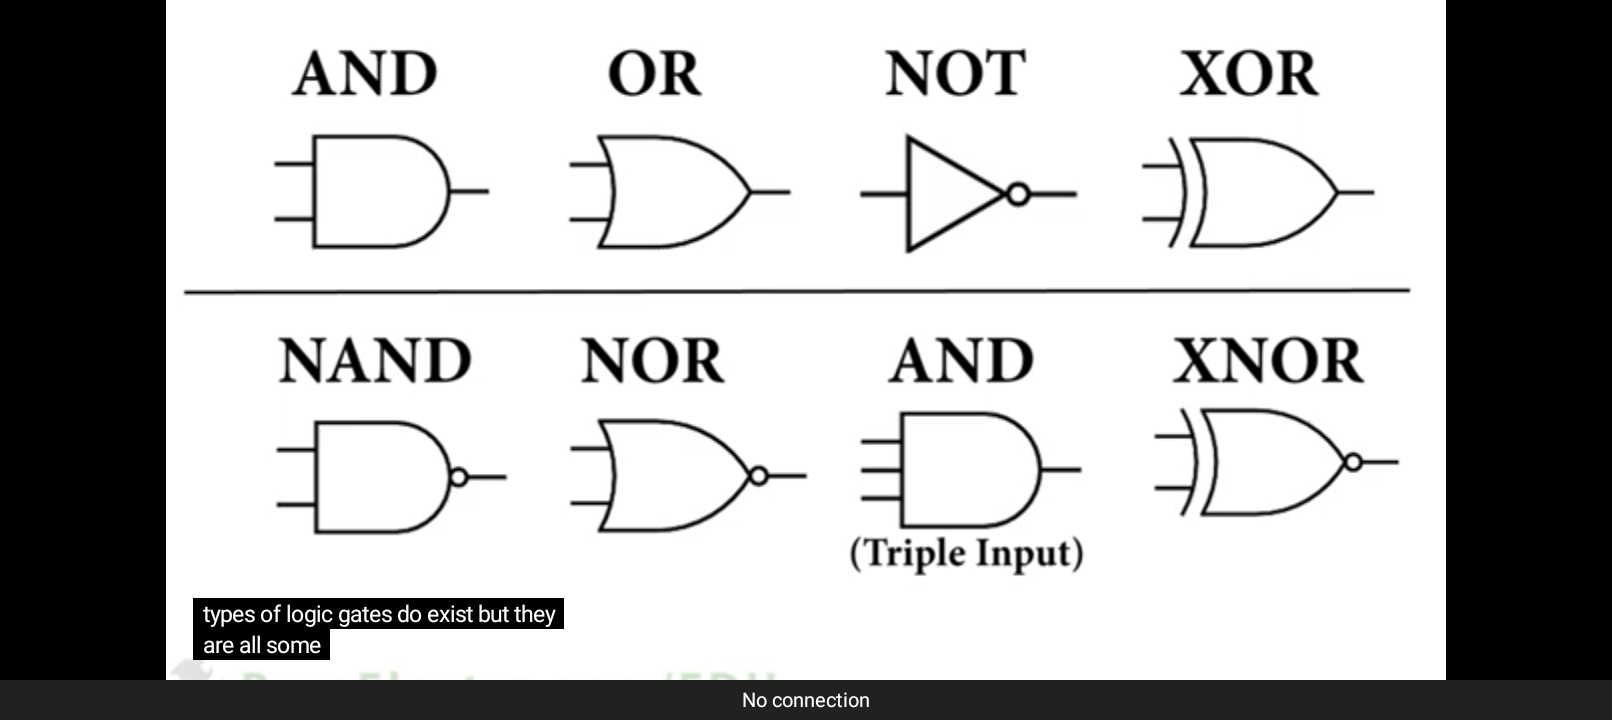 AND OR NOT XOR
NAND NOR AND XNOR
(Triple Input)
types of logic gates do exist but they
are all some
No connection